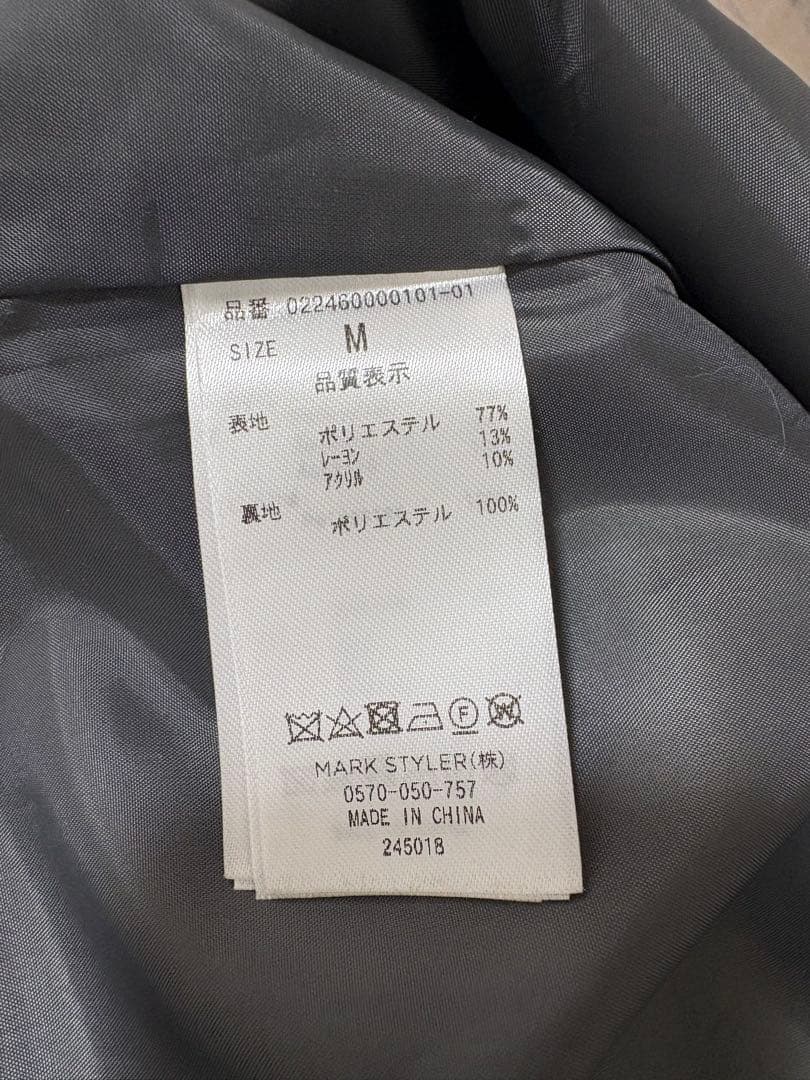 品番 022460000101-01
SIZE M
品質表示
表地 ポリエステル 77%
レーヨン 13%
アクリル 10%
裏地 ポリエステル 100%
F W
MARK STYLER(株)
0570-050-757
MADE IN CHINA
245018